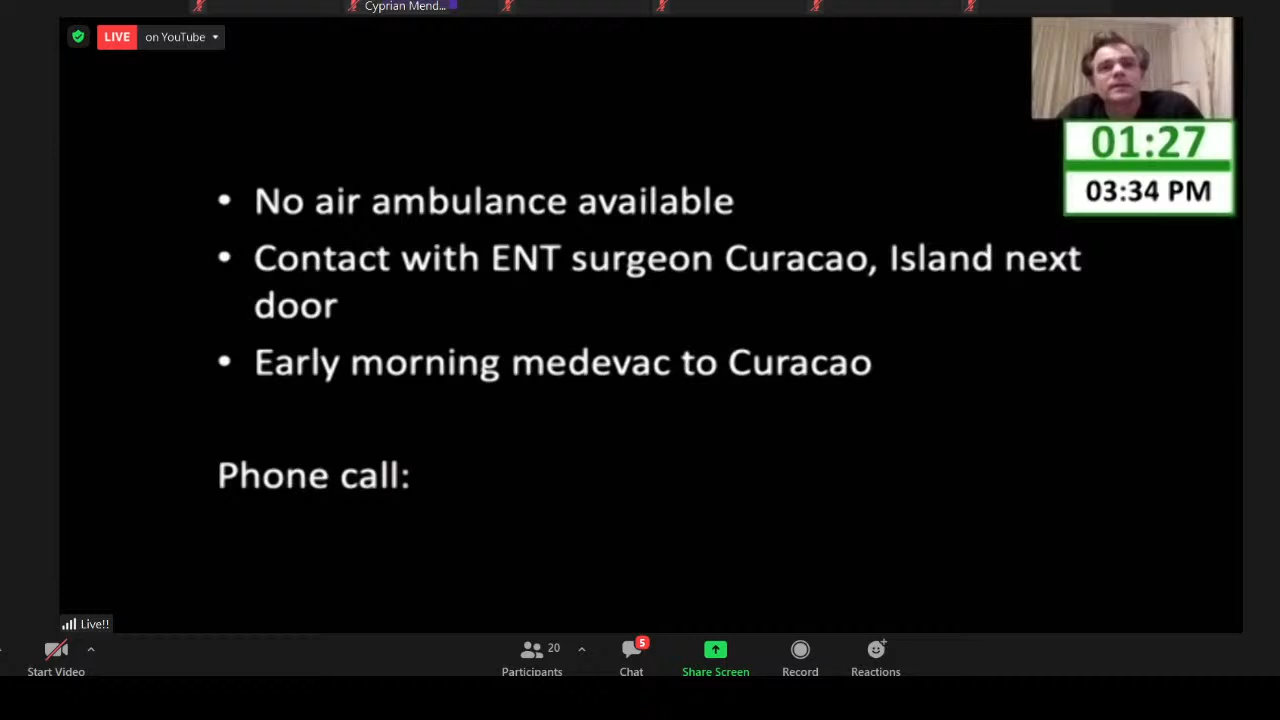 Cyprian Mend...
LIVE on YouTube
01:27
03:34 PM
• No air ambulance available
• Contact with ENT surgeon Curacao, Island next
door
• Early morning medevac to Curacao
Phone call:
Live!!
Start Video
Participants 20
Chat 5
Share Screen
Record
Reactions